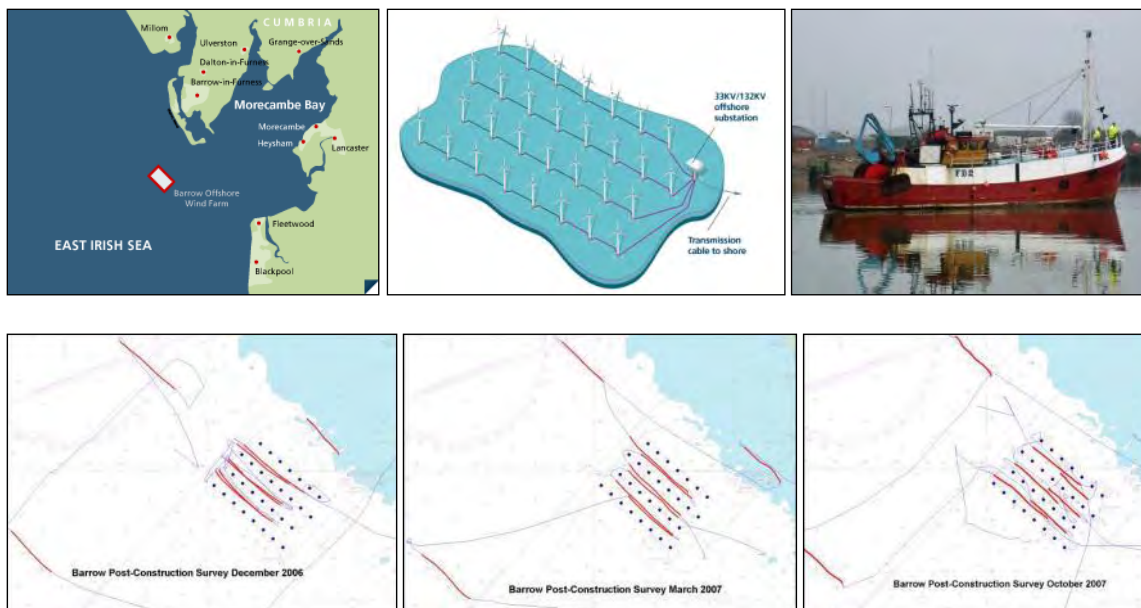 CUMBRIA
Millom
Ulverston
Grange-over-Sands
Dalton-in-Furness
Barrow-in-Furness
Morecambe Bay
Morecambe
Heysham
Lancaster
Barrow Offshore
Wind Farm
Fleetwood
EAST IRISH SEA
Blackpool
33KV/132KV
offshore
substation
Transmission
cable to shore
FD2
Barrow Post-Construction Survey December 2006
Barrow Post-Construction Survey March 2007
Barrow Post-Construction Survey October 2007